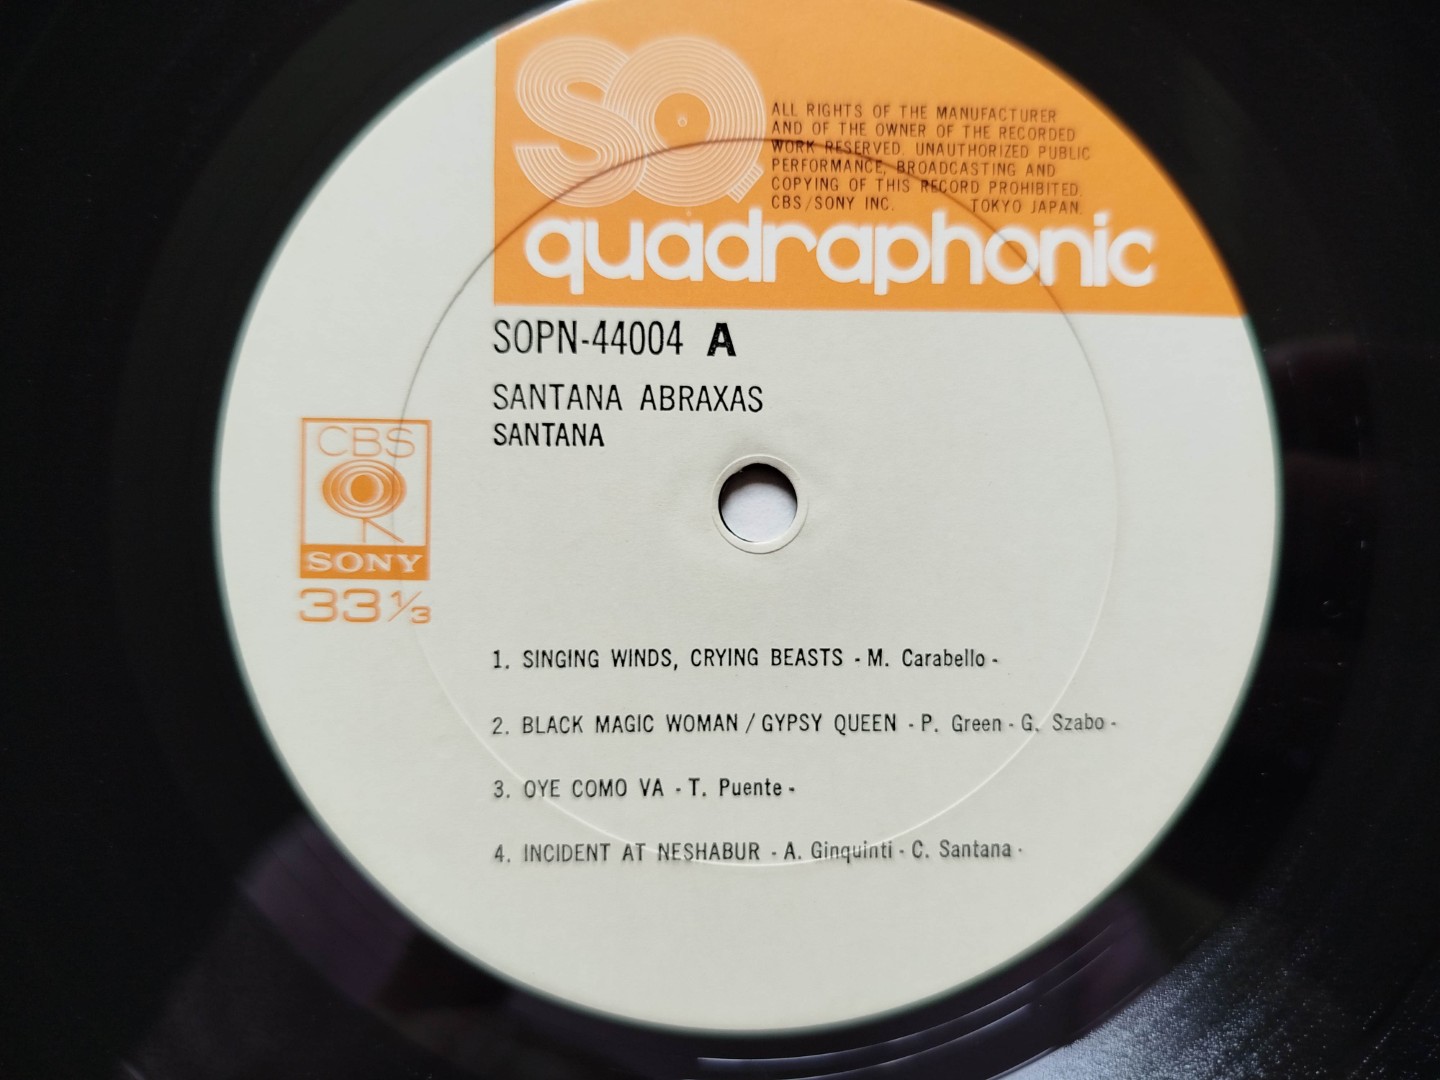 SQ
ALL RIGHTS OF THE MANUFACTURER
AND OF THE OWNER OF THE RECORDED
WORK RESERVED. UNAUTHORIZED PUBLIC
PERFORMANCE, BROADCASTING AND
COPYING OF THIS RECORD PROHIBITED.
CBS/SONY INC. TOKYO JAPAN.
quadraphonic
SOPN-44004 A
SANTANA ABRAXAS
SANTANA
CBS
SONY
33 1/3
1. SINGING WINDS, CRYING BEASTS - M. Carabello -
2. BLACK MAGIC WOMAN / GYPSY QUEEN - P. Green - G. Szabo -
3. OYE COMO VA - T. Puente -
4. INCIDENT AT NESHABUR - A. Ginquinti - C. Santana -